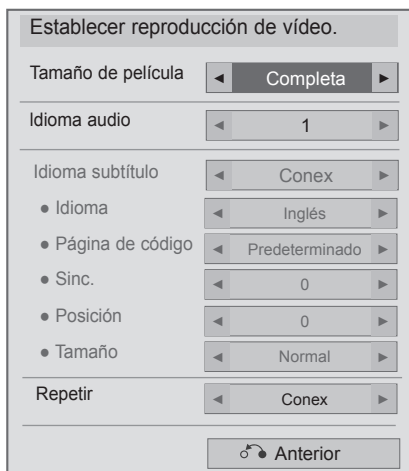 Establecer reproducción de vídeo.
Tamaño de película ◄ Completa ►
Idioma audio ◄ 1 ►
Idioma subtítulo ◄ Conex ►
● Idioma ◄ Inglés ►
● Página de código ◄ Predeterminado ►
● Sinc. ◄ 0 ►
● Posición ◄ 0 ►
● Tamaño ◄ Normal ►
Repetir ◄ Conex ►
Anterior